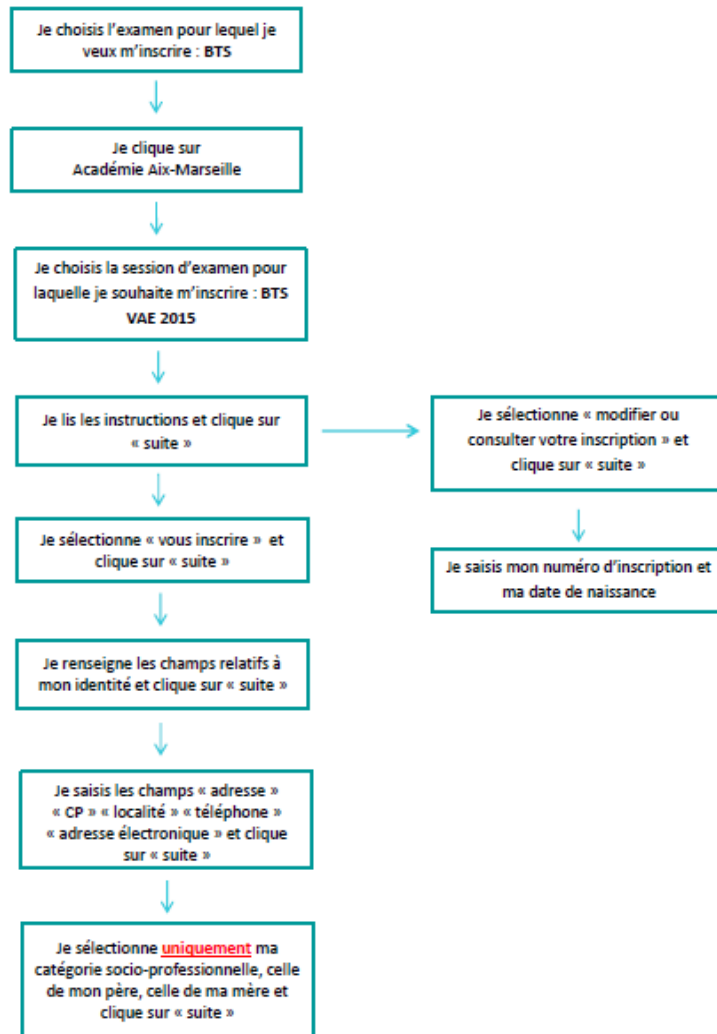 Je choisis l'examen pour lequel je
veux m'inscrire : BTS
Je clique sur
Académie Aix-Marseille
Je choisis la session d'examen pour
laquelle je souhaite m'inscrire : BTS
VAE 2015
Je lis les instructions et clique sur
« suite »
Je sélectionne « modifier ou
consulter votre inscription » et
clique sur « suite »
Je sélectionne « vous inscrire » et
clique sur « suite »
Je saisis mon numéro d'inscription et
ma date de naissance
Je renseigne les champs relatifs à
mon identité et clique sur « suite »
Je saisis les champs « adresse »
« CP » « localité » « téléphone »
« adresse électronique » et clique
sur « suite »
Je sélectionne uniquement ma
catégorie socio-professionnelle, celle
de mon père, celle de ma mère et
clique sur « suite »